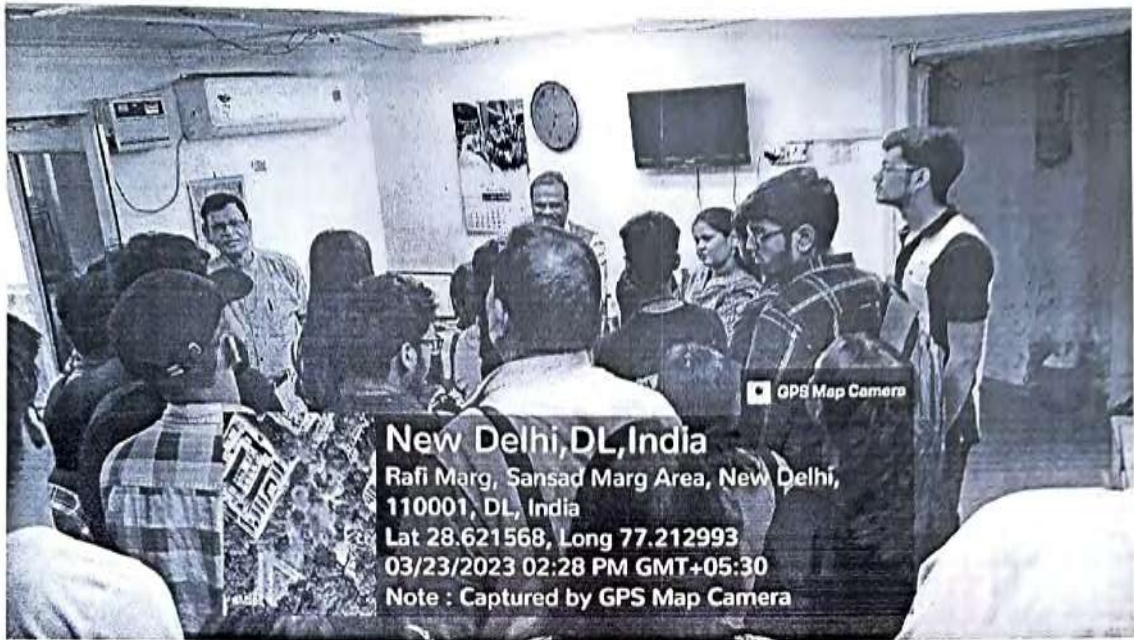 GPS Map Camera
New Delhi,DL,India
Rafi Marg, Sansad Marg Area, New Delhi,
110001, DL, India
Lat 28.621568, Long 77.212993
03/23/2023 02:28 PM GMT+05:30
Note : Captured by GPS Map Camera